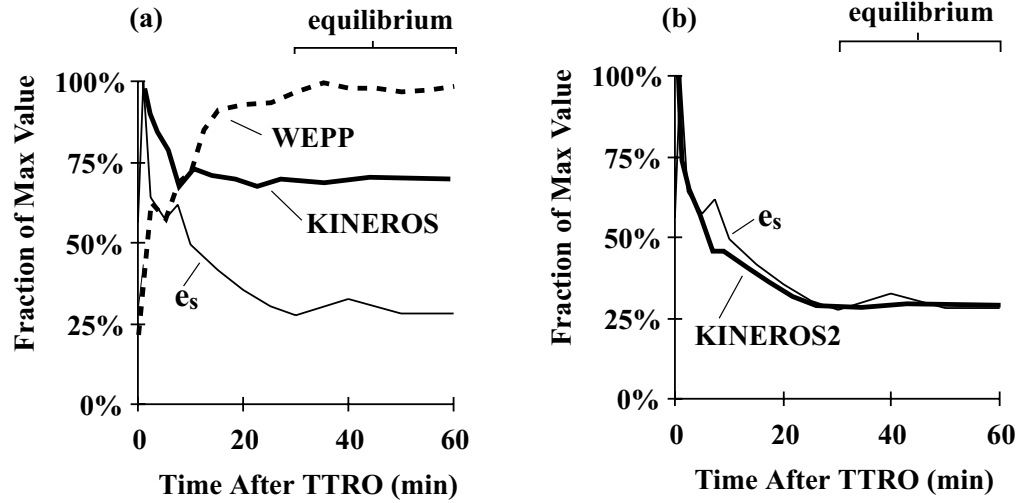 (a)
equilibrium
100%
75%
50%
25%
0%
Fraction of Max Value
WEPP
KINEROS
es
0 20 40 60
Time After TTRO (min)
(b)
equilibrium
100%
75%
50%
25%
0%
Fraction of Max Value
es
KINEROS2
0 20 40 60
Time After TTRO (min)